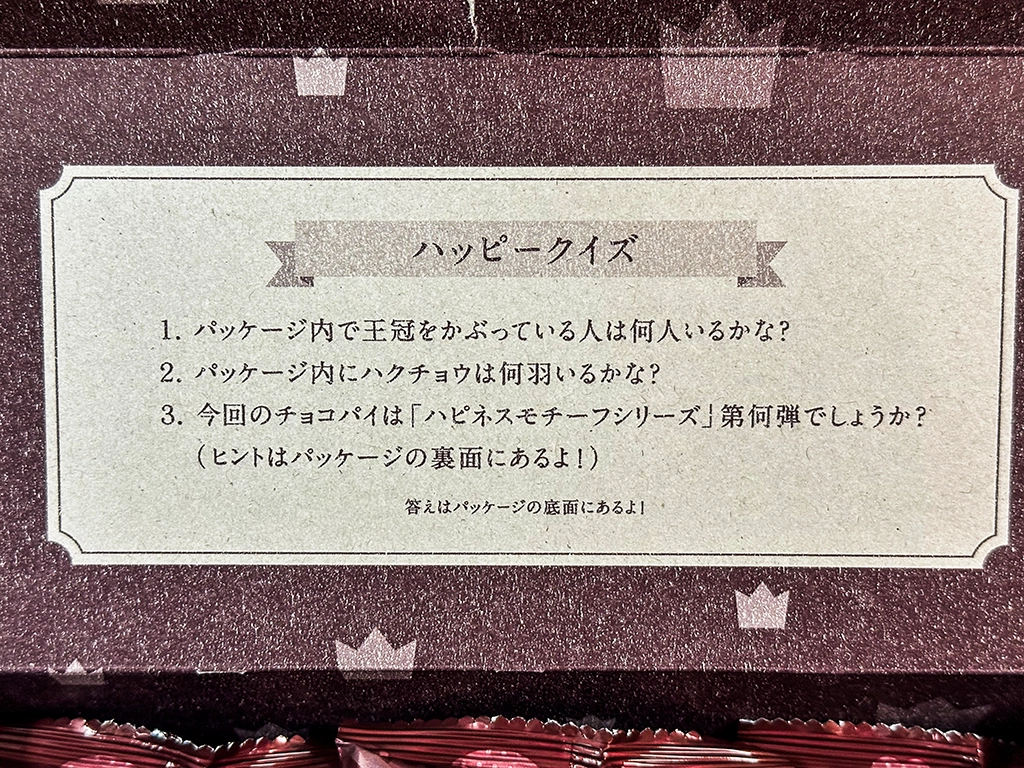 ハッピークイズ
1. パッケージ内で王冠をかぶっている人は何人いるかな?
2. パッケージ内にハクチョウは何羽いるかな?
3. 今回のチョコパイは「ハピネスモチーフシリーズ」第何弾でしょうか?
(ヒントはパッケージの裏面にあるよ!)
答えはパッケージの底面にあるよ!